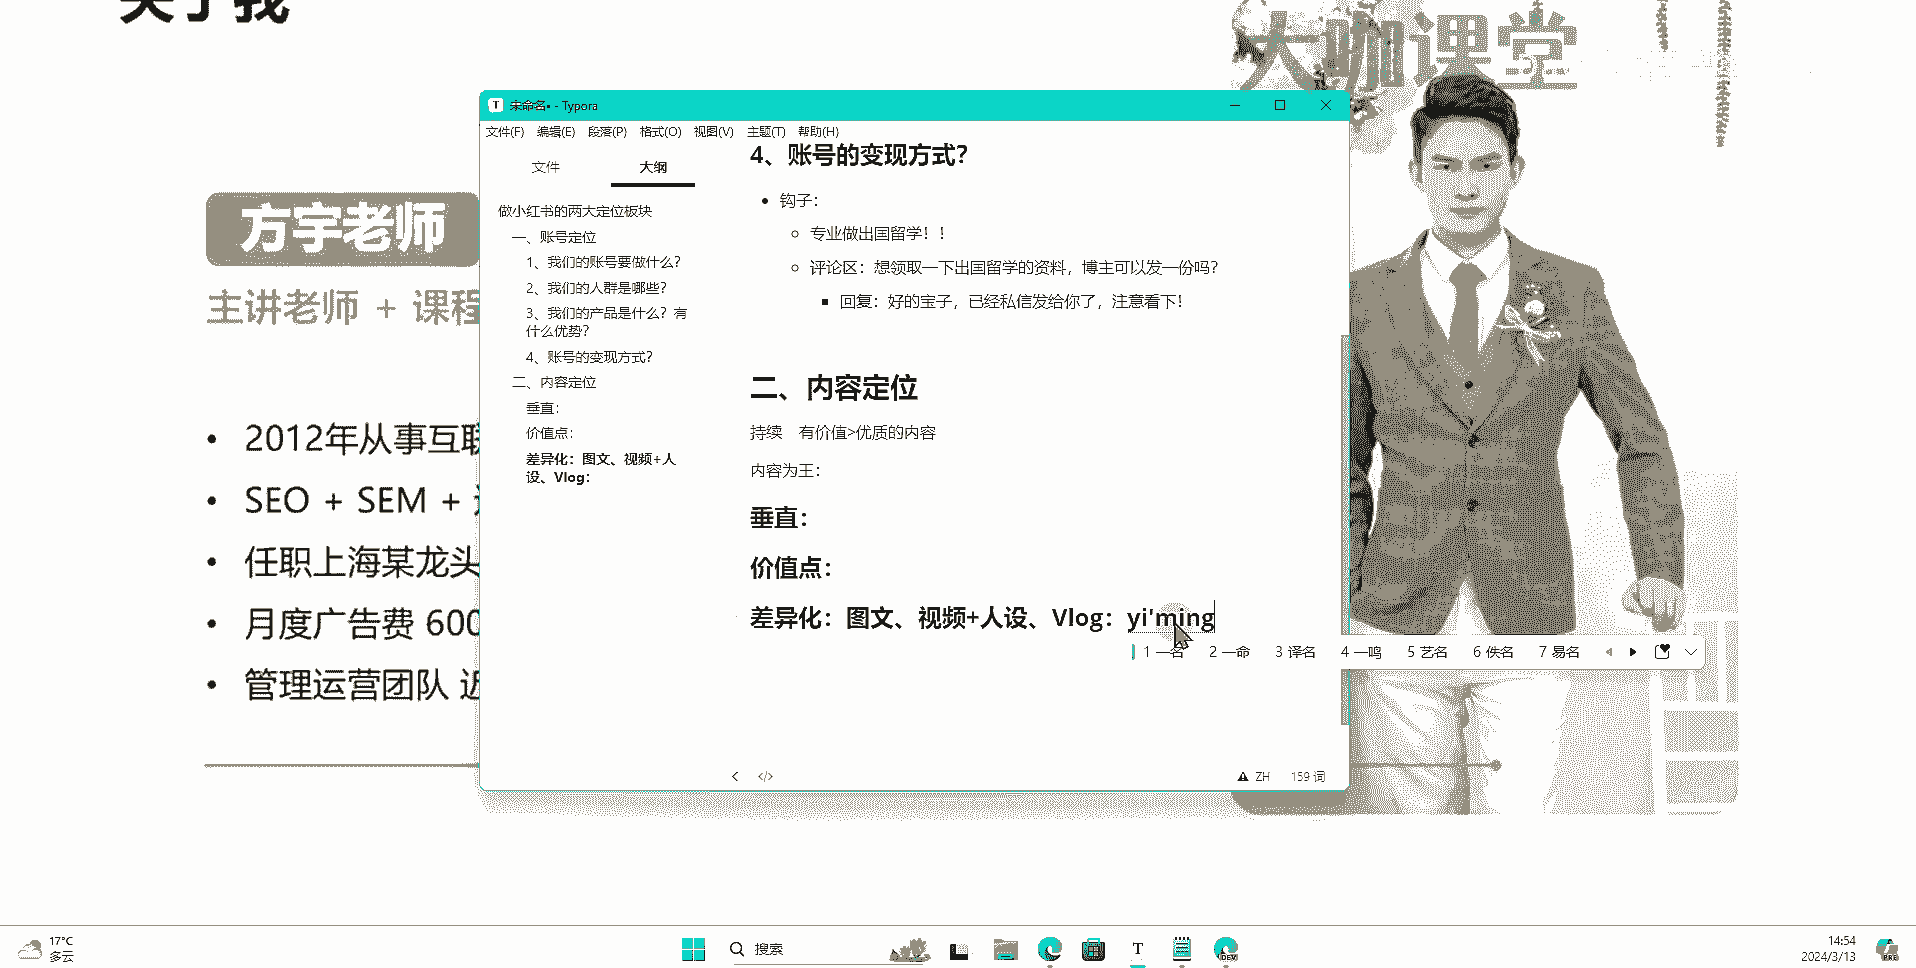 关于我
大咖课堂
方宇老师
主讲老师 + 课程
• 2012年从事互联
• SEO + SEM +
• 任职上海某龙头
• 月度广告费 600
• 管理运营团队 近
未命名• - Typora
文件(F) 编辑(E) 段落(P) 格式(O) 视图(V) 主题(T) 帮助(H)
文件 大纲
做小红书的两大定位板块
一、账号定位
1、我们的账号要做什么？
2、我们的人群是哪些？
3、我们的产品是什么？有
什么优势？
4、账号的变现方式？
二、内容定位
垂直：
价值点：
差异化：图文、视频+人
设、Vlog：
4、账号的变现方式？
• 钩子：
○ 专业做出国留学！！
○ 评论区：想领取一下出国留学的资料，博主可以发一份吗？
▪ 回复：好的宝子，已经私信发给你了，注意看下！
二、内容定位
持续 有价值>优质的内容
内容为王：
垂直：
价值点：
差异化：图文、视频+人设、Vlog：yi'ming
1 一名 2 一命 3 译名 4 一鸣 5 艺名 6 佚名 7 易名
ZH 159 词
17°C
多云
搜索
DEV
14:54
2024/3/13
PRE